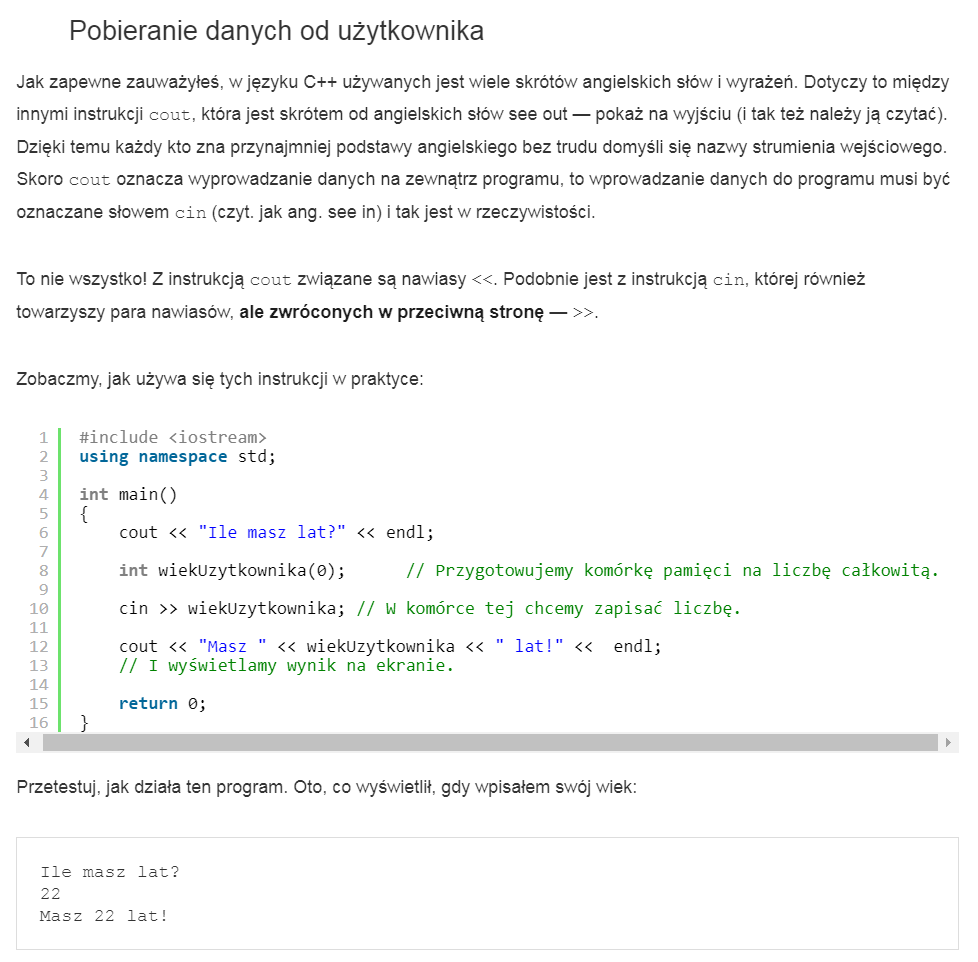 Pobieranie danych od użytkownika
Jak zapewne zauważyłeś, w języku C++ używanych jest wiele skrótów angielskich słów i wyrażeń. Dotyczy to między
innymi instrukcji cout, która jest skrótem od angielskich słów see out — pokaż na wyjściu (i tak też należy ją czytać).
Dzięki temu każdy kto zna przynajmniej podstawy angielskiego bez trudu domyśli się nazwy strumienia wejściowego.
Skoro cout oznacza wyprowadzanie danych na zewnątrz programu, to wprowadzanie danych do programu musi być
oznaczane słowem cin (czyt. jak ang. see in) i tak jest w rzeczywistości.
To nie wszystko! Z instrukcją cout związane są nawiasy <<. Podobnie jest z instrukcją cin, której również
towarzyszy para nawiasów, ale zwróconych w przeciwną stronę — >>.
Zobaczmy, jak używa się tych instrukcji w praktyce:
1 #include <iostream>
2 using namespace std;
3
4 int main()
5 {
6 cout << "Ile masz lat?" << endl;
7
8 int wiekUzytkownika(0); // Przygotowujemy komórkę pamięci na liczbę całkowitą.
9
10 cin >> wiekUzytkownika; // W komórce tej chcemy zapisać liczbę.
11
12 cout << "Masz " << wiekUzytkownika << " lat!" << endl;
13 // I wyświetlamy wynik na ekranie.
14
15 return 0;
16 }
Przetestuj, jak działa ten program. Oto, co wyświetlił, gdy wpisałem swój wiek:
Ile masz lat?
22
Masz 22 lat!